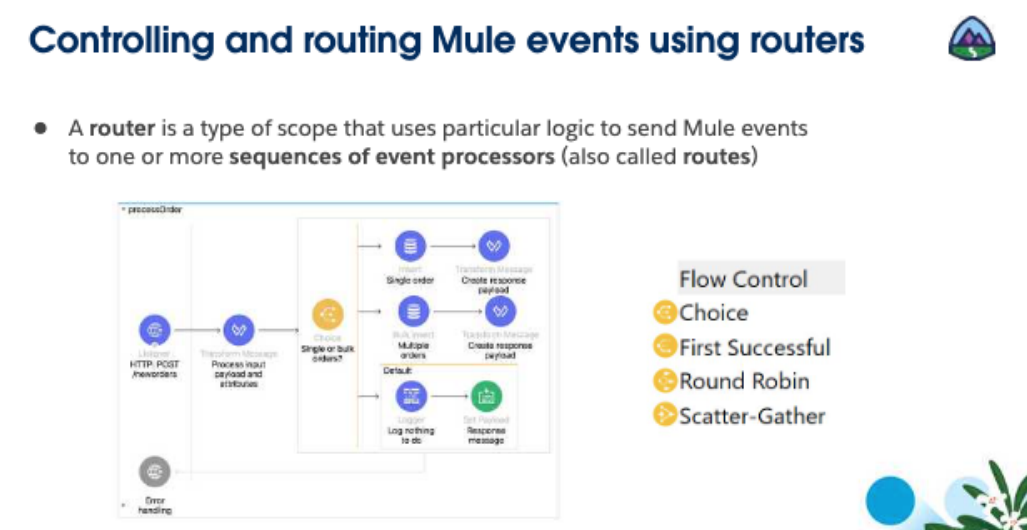 Controlling and routing Mule events using routers
● A router is a type of scope that uses particular logic to send Mule events
to one or more sequences of event processors (also called routes)
processOrder
Listener
HTTP: POST
/neworders
Transform Message
Process input
payload and
attributes
Choice
Single or bulk
orders?
Insert
Single order
Transform Message
Create response
payload
Bulk insert
Multiple
orders
Transform Message
Create response
payload
Default
Logger
Log nothing
to do
Set Payload
Response
message
Error
handling
Flow Control
Choice
First Successful
Round Robin
Scatter-Gather